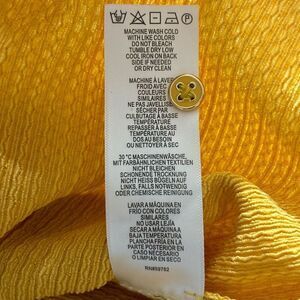 MACHINE WASH COLD
WITH LIKE COLORS
DO NOT BLEACH
TUMBLE DRY LOW
COOL IRON ON BACK
SIDE IF NEEDED
OR DRY CLEAN
MACHINE À LAVER
FROID AVEC
COULEURS
SIMILAIRES
NE PAS JAVELLISER
SÉCHER PAR
CULBUTAGE À BASSE
TEMPÉRATURE
REPASSER À BASSE
TEMPÉRATURE AU
DOS AU BESOIN
OU NETTOYER À SEC
30 °C MASCHINENWÄSCHE,
MIT FARBÄHNLICHEN TEXTILIEN
NICHT BLEICHEN
SCHONENDE TROCKNUNG
NICHT HEISS BÜGELN AUF
LINKS, FALLS NOTWENDIG
ODER CHEMISCHE REINIGUNG
LAVAR A MÁQUINA EN
FRÍO CON COLORES
SIMILARES
NO USAR LEJÍA
SECAR A MÁQUINA A
BAJA TEMPERATURA
PLANCHA FRÍA EN LA
PARTE POSTERIOR EN
CASO NECESARIO
O LIMPIAR EN SECO
RN#59762